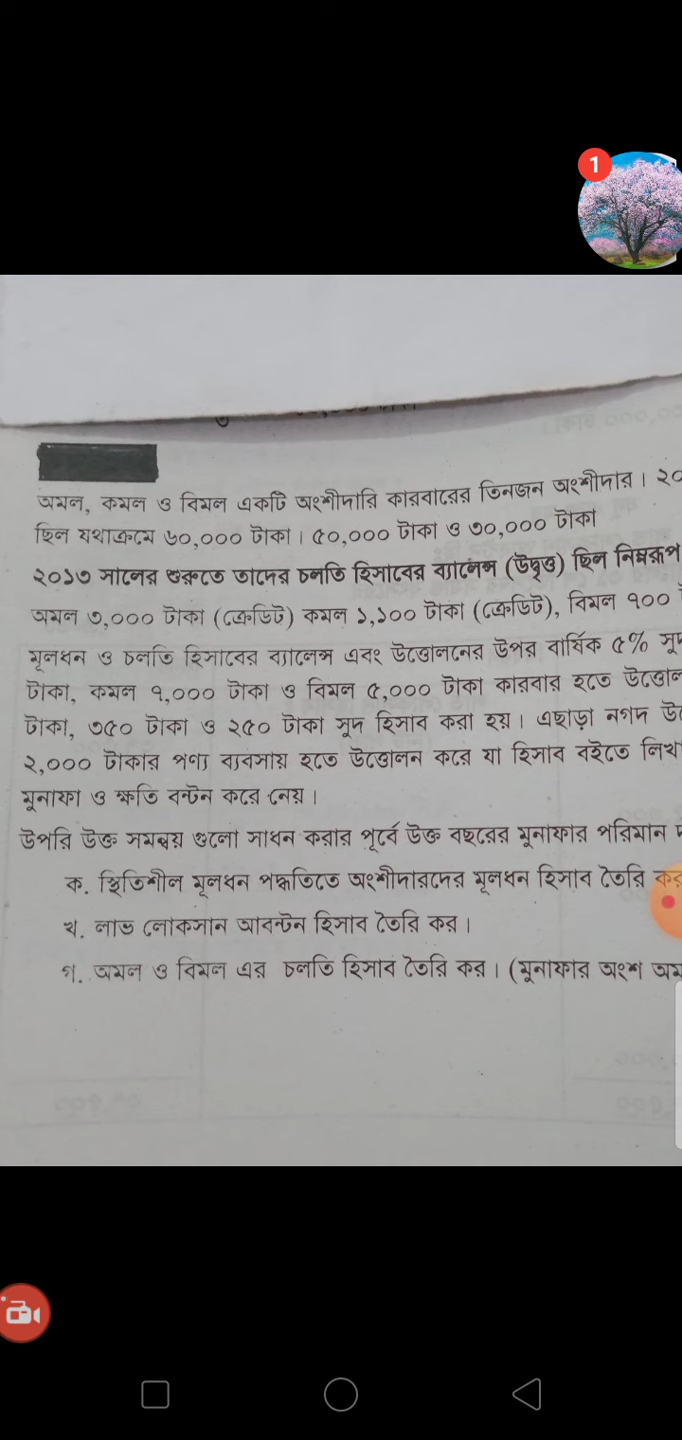 1
অমল, কমল ও বিমল একটি অংশীদারি কারবারের তিনজন অংশীদার। ২০
ছিল যথাক্রমে ৬০,০০০ টাকা। ৫০,০০০ টাকা ও ৩০,০০০ টাকা
২০১৩ সালের শুরুতে তাদের চলতি হিসাবের ব্যালেন্স (উদ্বৃত্ত) ছিল নিম্নরূপ
অমল ৩,০০০ টাকা (ক্রেডিট) কমল ১,১০০ টাকা (ক্রেডিট), বিমল ৭০০
মূলধন ও চলতি হিসাবের ব্যালেন্স এবং উত্তোলনের উপর বার্ষিক ৫% সুদ
টাকা, কমল ৭,০০০ টাকা ও বিমল ৫,০০০ টাকা কারবার হতে উত্তোল
টাকা, ৩৫০ টাকা ও ২৫০ টাকা সুদ হিসাব করা হয়। এছাড়া নগদ উ
২,০০০ টাকার পণ্য ব্যবসায় হতে উত্তোলন করে যা হিসাব বইতে লিখা
মুনাফা ও ক্ষতি বন্টন করে নেয়।
উপরি উক্ত সমন্বয় গুলো সাধন করার পূর্বে উক্ত বছরের মুনাফার পরিমান
ক. স্থিতিশীল মূলধন পদ্ধতিতে অংশীদারদের মূলধন হিসাব তৈরি কর
খ. লাভ লোকসান আবন্টন হিসাব তৈরি কর।
গ. অমল ও বিমল এর চলতি হিসাব তৈরি কর। (মুনাফার অংশ অম